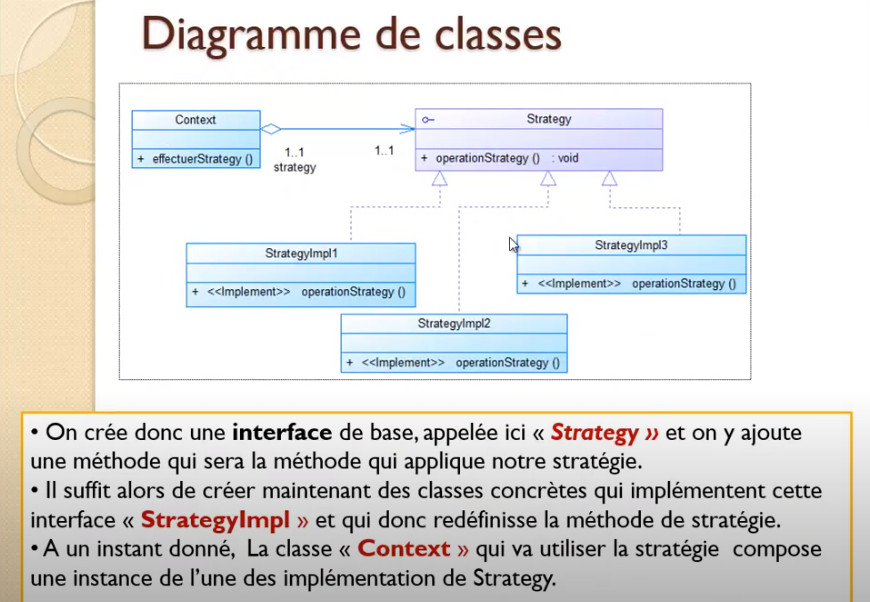 Diagramme de classes
Context
+ effectuerStrategy ()
1..1
strategy
1..1
Strategy
+ operationStrategy () : void
StrategyImpl1
+ <<Implement>> operationStrategy ()
StrategyImpl3
+ <<Implement>> operationStrategy ()
StrategyImpl2
+ <<Implement>> operationStrategy ()
• On crée donc une interface de base, appelée ici « Strategy » et on y ajoute
une méthode qui sera la méthode qui applique notre stratégie.
• Il suffit alors de créer maintenant des classes concrètes qui implémentent cette
interface « StrategyImpl » et qui donc redéfinisse la méthode de stratégie.
• A un instant donné, La classe « Context » qui va utiliser la stratégie compose
une instance de l'une des implémentation de Strategy.